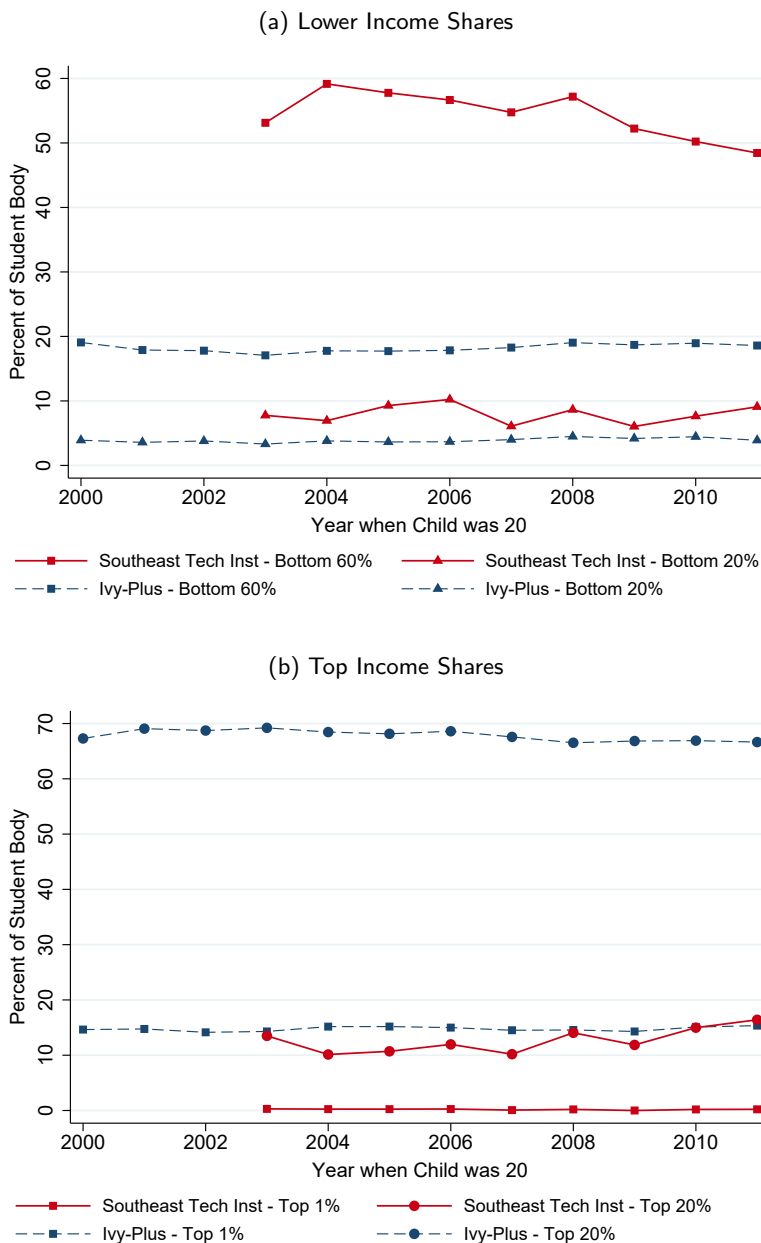 (a) Lower Income Shares
Percent of Student Body
60
50
40
30
20
10
0
2000 2002 2004 2006 2008 2010
Year when Child was 20
Southeast Tech Inst - Bottom 60% Southeast Tech Inst - Bottom 20%
Ivy-Plus - Bottom 60% Ivy-Plus - Bottom 20%
(b) Top Income Shares
Percent of Student Body
70
60
50
40
30
20
10
0
2000 2002 2004 2006 2008 2010
Year when Child was 20
Southeast Tech Inst - Top 1% Southeast Tech Inst - Top 20%
Ivy-Plus - Top 1% Ivy-Plus - Top 20%